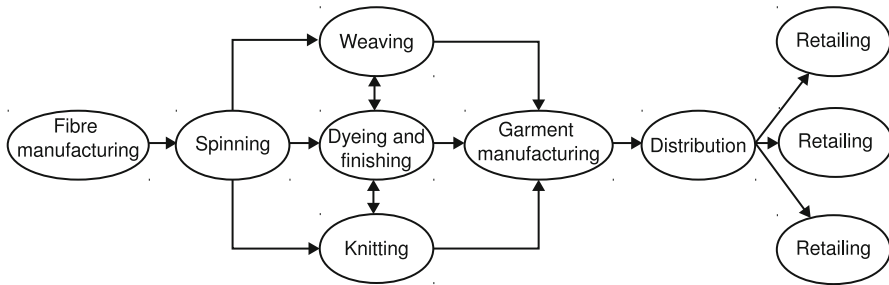 Weaving
Retailing
Fibre
manufacturing
Spinning
Dyeing and
finishing
Garment
manufacturing
Distribution
Retailing
Knitting
Retailing